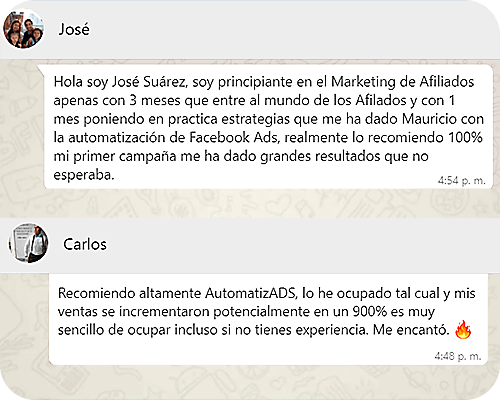 José
Hola soy José Suárez, soy principiante en el Marketing de Afiliados
apenas con 3 meses que entre al mundo de los Afilados y con 1
mes poniendo en practica estrategias que me ha dado Mauricio con
la automatización de Facebook Ads, realmente lo recomiendo 100%
mi primer campaña me ha dado grandes resultados que no
esperaba.
4:54 p. m.
Carlos
Recomiendo altamente AutomatizADS, lo he ocupado tal cual y mis
ventas se incrementaron potencialmente en un 900% es muy
sencillo de ocupar incluso si no tienes experiencia. Me encantó. 🔥
4:48 p. m.